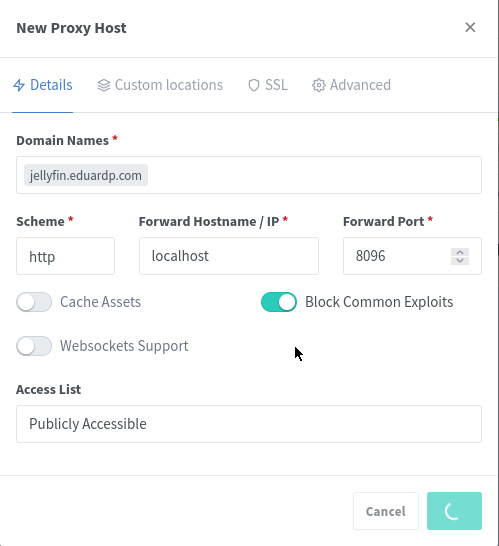 New Proxy Host
Details Custom locations SSL Advanced
Domain Names *
jellyfin.eduardp.com
Scheme * Forward Hostname / IP * Forward Port *
http localhost 8096
Cache Assets Block Common Exploits
Websockets Support
Access List
Publicly Accessible
Cancel